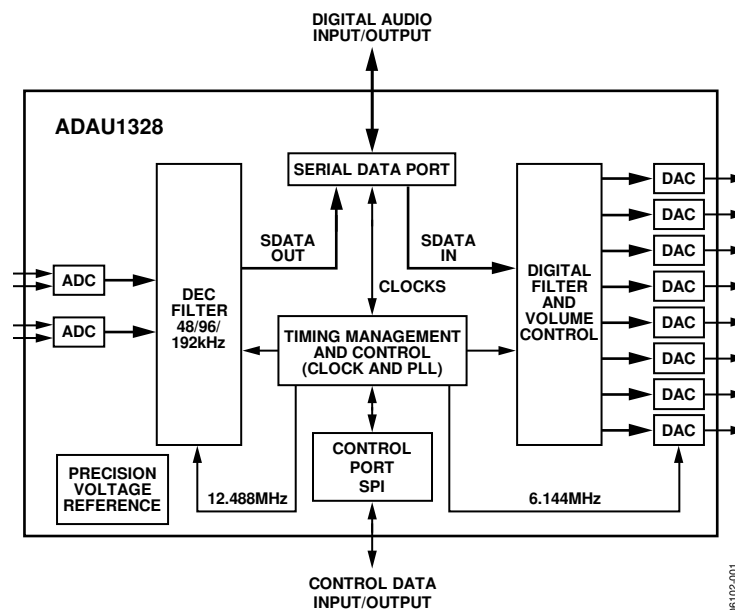 DIGITAL AUDIO
INPUT/OUTPUT
ADAU1328
SERIAL DATA PORT
DAC
DAC
DAC
DAC
DAC
DAC
DAC
DAC
SDATA
OUT
SDATA
IN
CLOCKS
ADC
ADC
DEC
FILTER
48/96/
192kHz
DIGITAL
FILTER
AND
VOLUME
CONTROL
TIMING MANAGEMENT
AND CONTROL
(CLOCK AND PLL)
CONTROL
PORT
SPI
PRECISION
VOLTAGE
REFERENCE
12.488MHz
6.144MHz
CONTROL DATA
INPUT/OUTPUT
06102-001